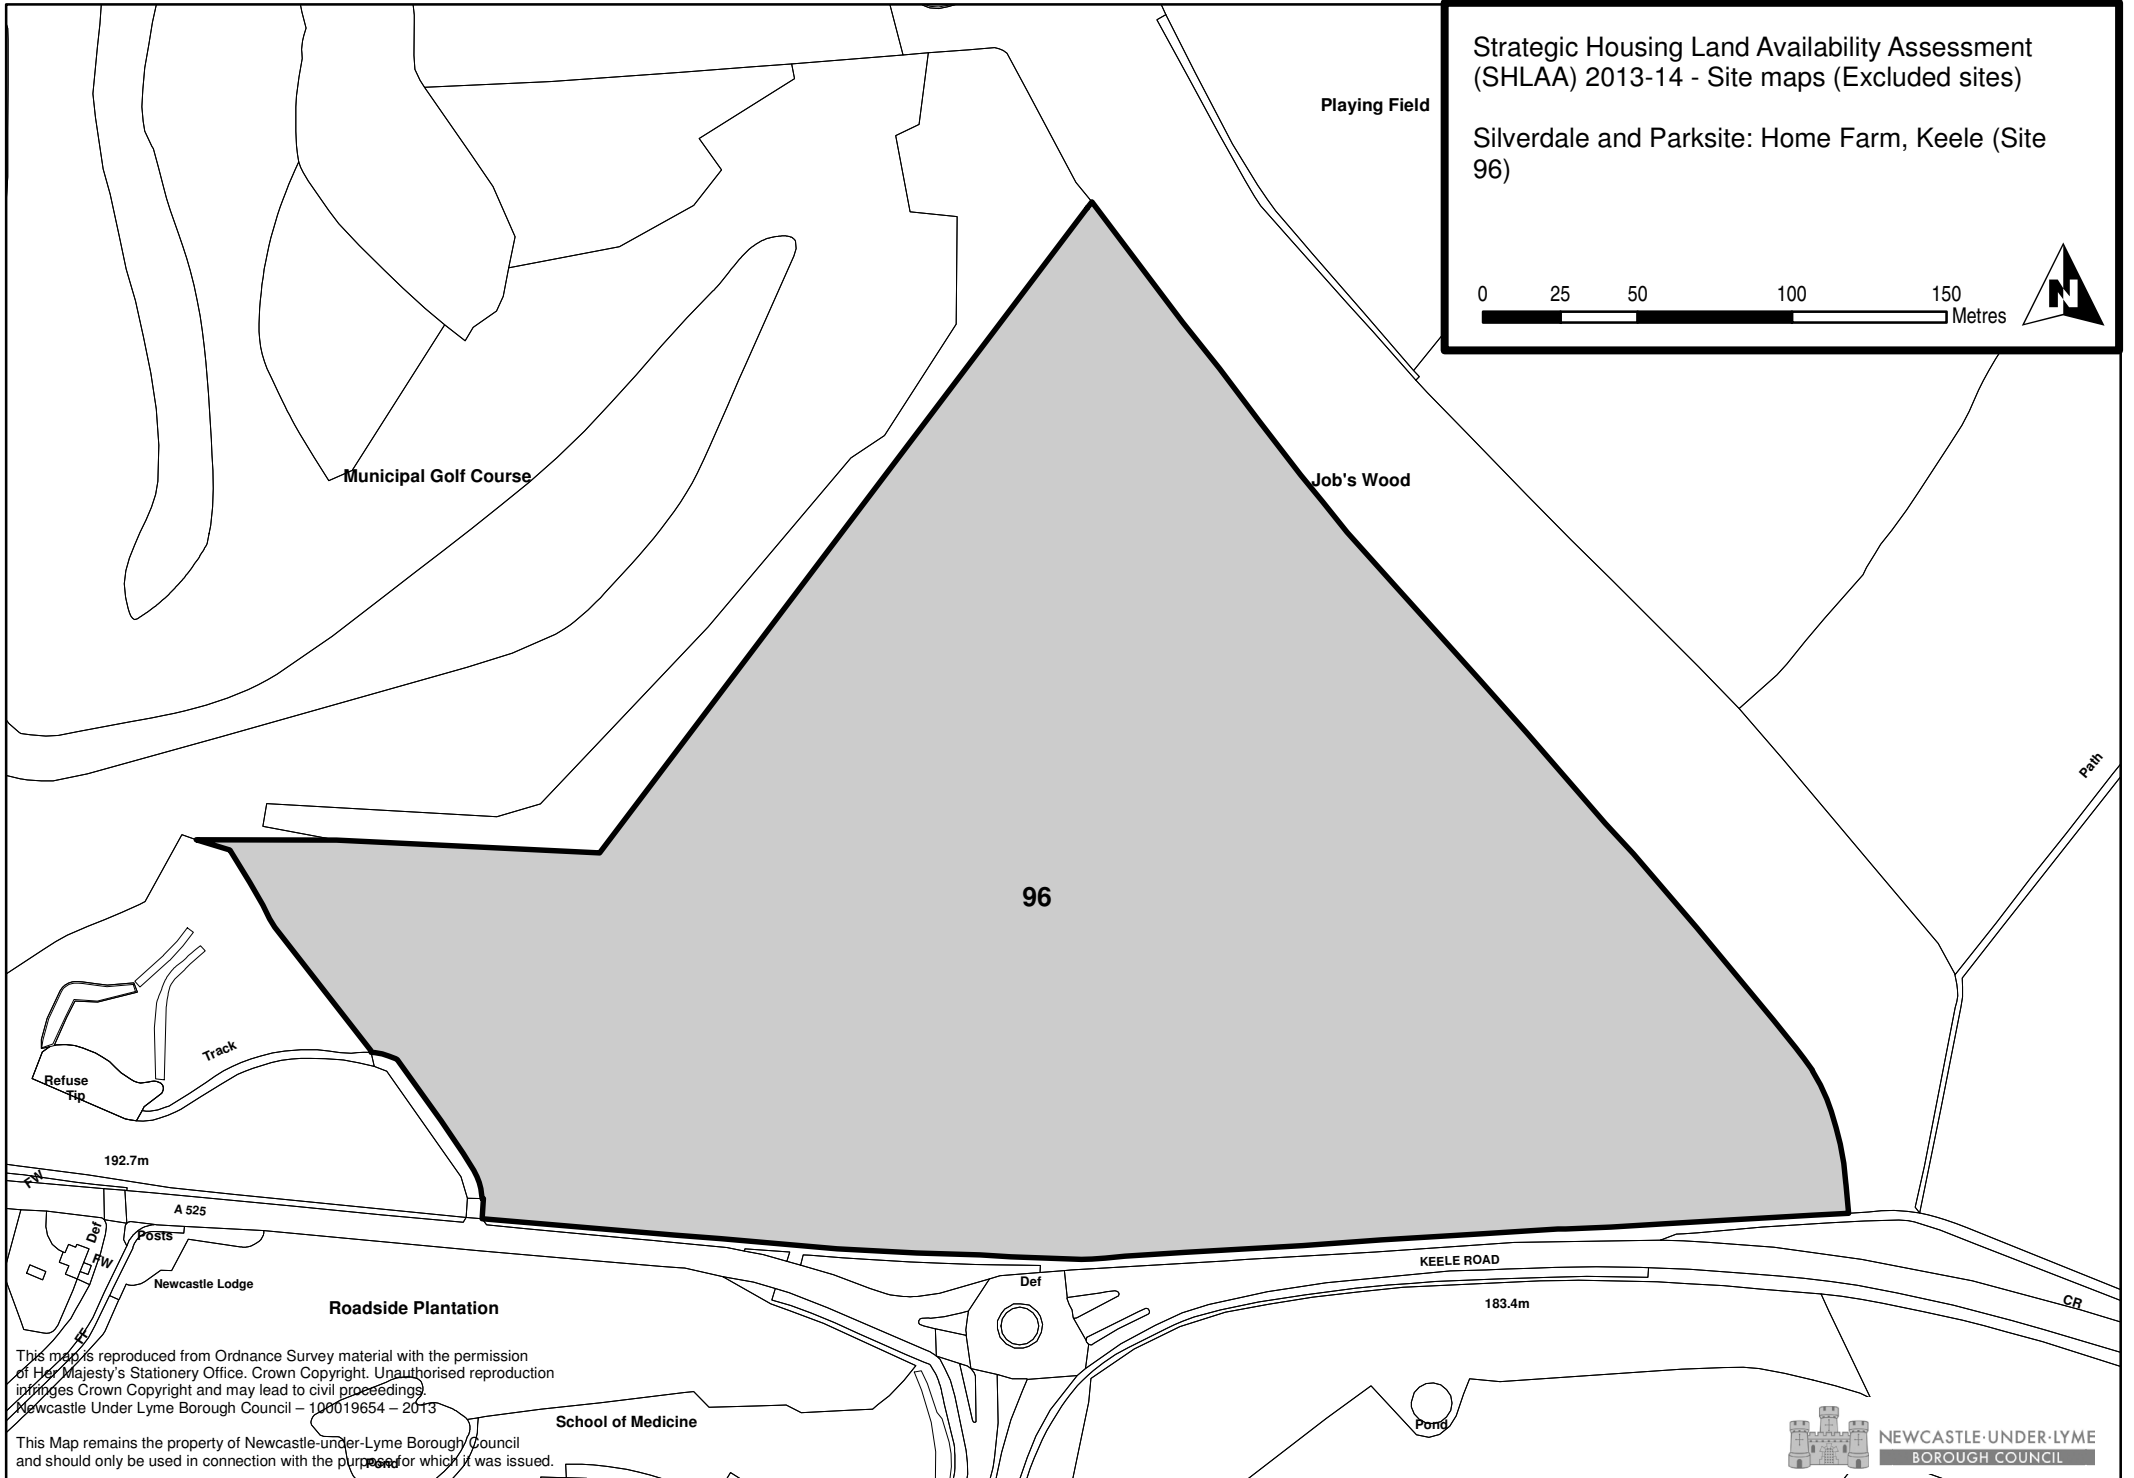 Strategic Housing Land Availability Assessment
(SHLAA) 2013-14 - Site maps (Excluded sites)
Silverdale and Parksite: Home Farm, Keele (Site
96)
0 25 50 100 150
Metres
N
Playing Field
Municipal Golf Course
Job's Wood
Path
96
Track
Refuse
Tip
192.7m
FW
A 525
Def
Posts
FW
Newcastle Lodge
KEELE ROAD
Def
183.4m
CR
Roadside Plantation
FF
This map is reproduced from Ordnance Survey material with the permission
of Her Majesty's Stationery Office. Crown Copyright. Unauthorised reproduction
infringes Crown Copyright and may lead to civil proceedings.
Newcastle Under Lyme Borough Council – 100019654 – 2013
School of Medicine
Pond
This Map remains the property of Newcastle-under-Lyme Borough Council
and should only be used in connection with the purpose for which it was issued.
Pond
NEWCASTLE·UNDER·LYME
BOROUGH COUNCIL